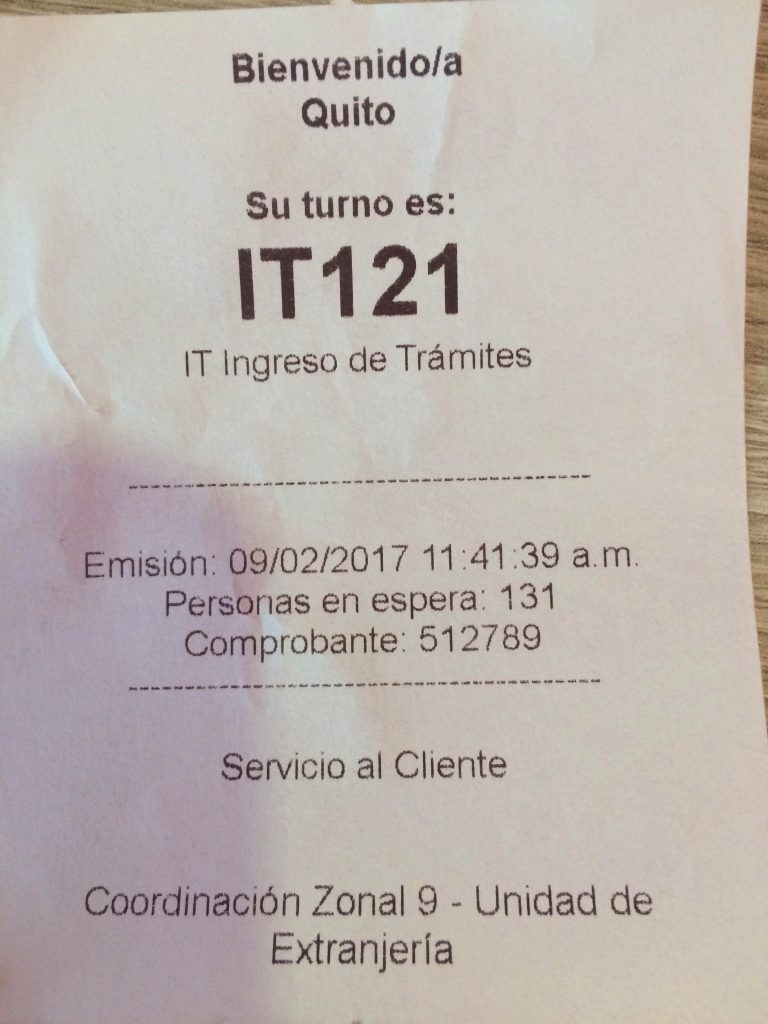 Bienvenido/a
Quito
Su turno es:
IT121
IT Ingreso de Trámites
Emisión: 09/02/2017 11:41:39 a.m.
Personas en espera: 131
Comprobante: 512789
Servicio al Cliente
Coordinación Zonal 9 - Unidad de
Extranjería